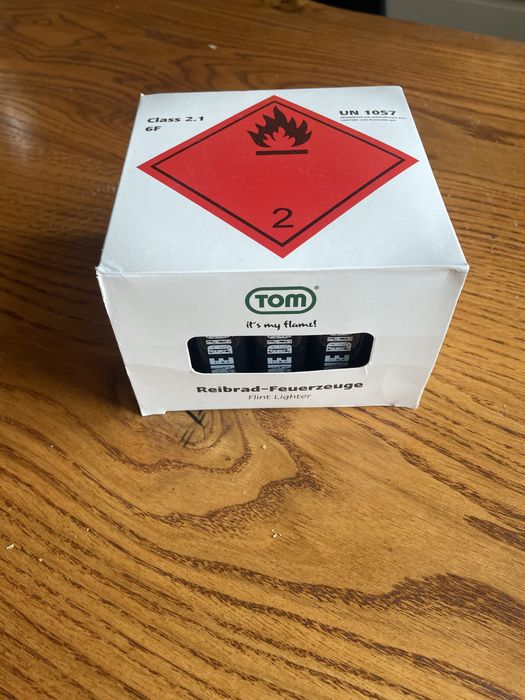 Class 2.1
6F
UN 1057
2
TOM®
it's my flame!
Reibrad-Feuerzeuge
Flint Lighter